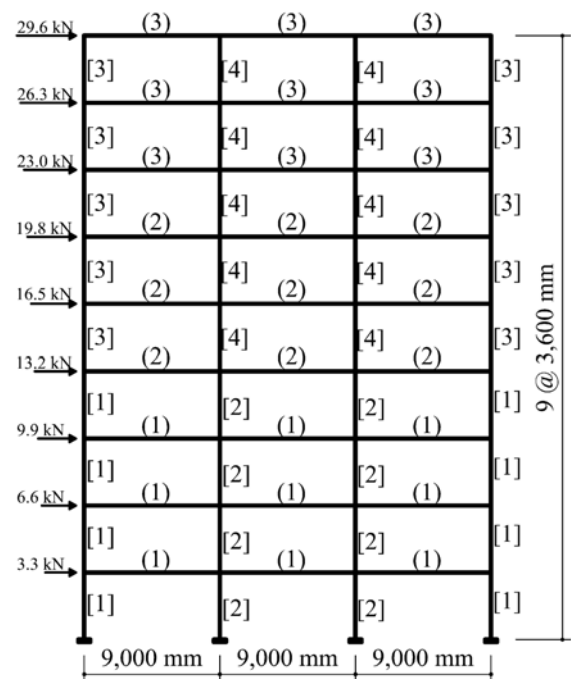 29.6 kN (3) (3) (3)
[3] [4] [4] [3]
26.3 kN (3) (3) (3)
[3] [4] [4] [3]
23.0 kN (3) (3) (3)
[3] [4] [4] [3]
19.8 kN (2) (2) (2)
[3] [4] [4] [3]
16.5 kN (2) (2) (2)
[3] [4] [4] [3]
13.2 kN (2) (2) (2)
[1] [2] [2] [1]
9.9 kN (1) (1) (1)
[1] [2] [2] [1]
6.6 kN (1) (1) (1)
[1] [2] [2] [1]
3.3 kN (1) (1) (1)
[1] [2] [2] [1]
9 @ 3,600 mm
9,000 mm 9,000 mm 9,000 mm